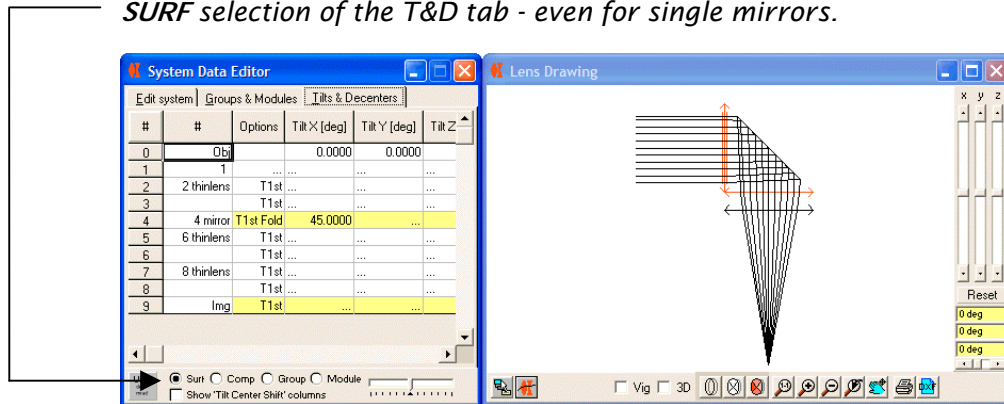 SURF selection of the T&D tab - even for single mirrors.
System Data Editor
Lens Drawing
Edit system Groups & Modules Tilts & Decenters
# # Options Tilt X [deg] Tilt Y [deg] Tilt Z
0 Obj 0.0000 0.0000
1 1 ... ... ... ...
2 2 thinlens T1st ... ... ...
3 T1st ... ... ...
4 4 mirror T1st Fold 45.0000 ...
5 6 thinlens T1st ... ... ...
6 T1st ... ... ...
7 8 thinlens T1st ... ... ...
8 T1st ... ... ...
9 Img T1st ... ...
x y z
Reset
0 deg
0 deg
0 deg
Surf Comp Group Module
Show 'Tilt Center Shift' columns
Vig 3D
DXF